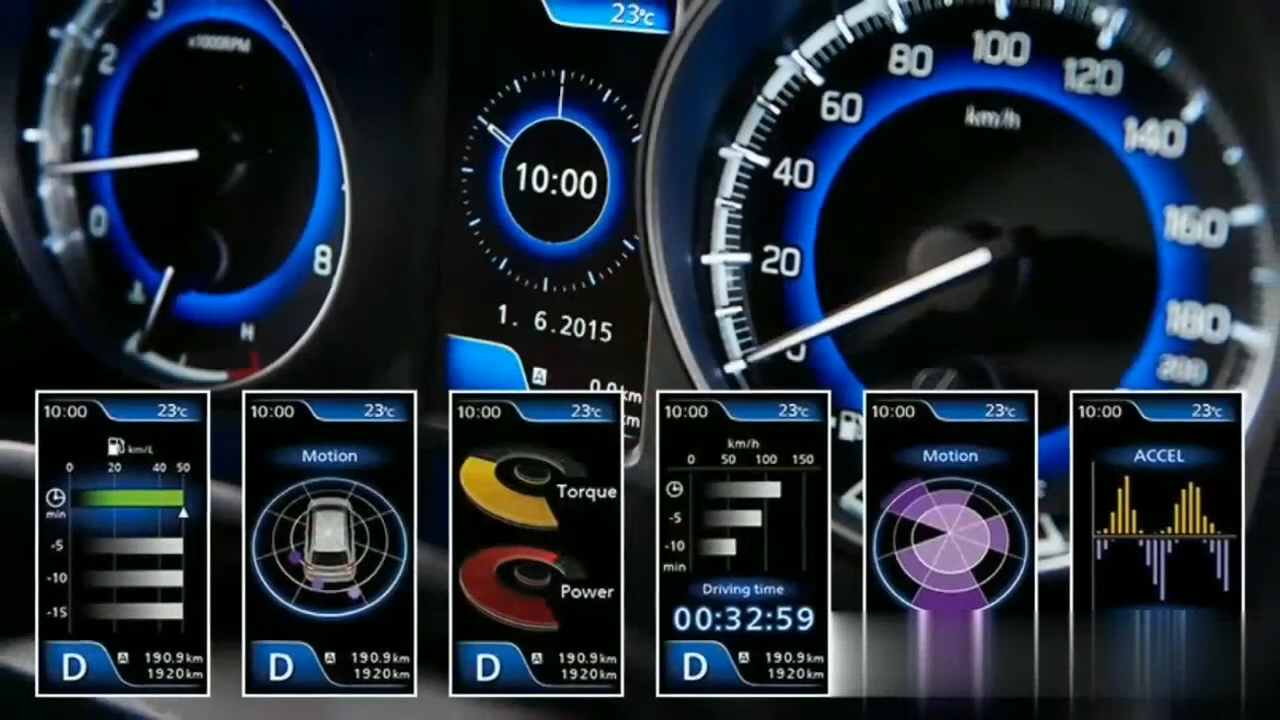 3
2
1
0
x1000RPM
8
H
23°C
10:00
1. 6.2015
A
0.0km
km
0
20
40
60
80
100
120
140
160
180
200
km/h
10:00 23°C
km/L
0 20 40 50
min
-5
-10
-15
D
A 190.9km
1920km
10:00 23°C
Motion
D
A 190.9km
1920km
10:00 23°C
Torque
Power
D
A 190.9km
1920km
10:00 23°C
km/h
0 50 100 150
-5
-10
min
Driving time
00:32:59
D
A 190.9km
1920km
10:00 23°C
Motion
10:00 23°C
ACCEL